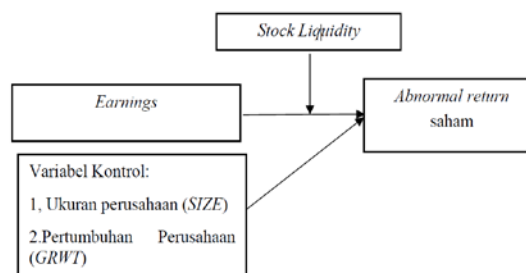 Stock Liquidity
Earnings
Abnormal return
saham
Variabel Kontrol:
1, Ukuran perusahaan (SIZE)
2.Pertumbuhan Perusahaan
(GRWT)